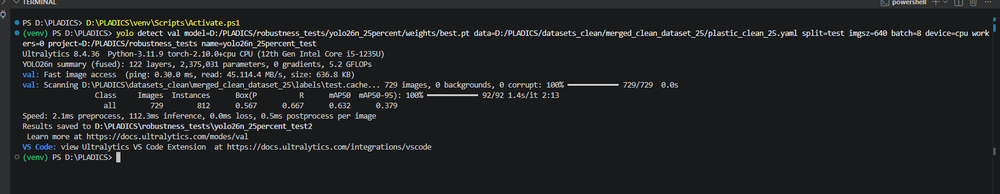 TERMINAL
powershell
PS D:\PLADICS> D:\PLADICS\venv\Scripts\Activate.ps1
(venv) PS D:\PLADICS> yolo detect val model=D:/PLADICS/robustness_tests/yolo26n_25percent/weights/best.pt data=D:/PLADICS/datasets_clean/merged_clean_dataset_25/plastic_clean_25.yaml split=test imgsz=640 batch=8 device=cpu work
ers=0 project=D:/PLADICS/robustness_tests name=yolo26n_25percent_test
Ultralytics 8.4.36  Python-3.11.9 torch-2.10.0+cpu CPU (12th Gen Intel Core i5-1235U)
YOLO26n summary (fused): 122 layers, 2,375,031 parameters, 0 gradients, 5.2 GFLOPs
val: Fast image access  (ping: 0.30.0 ms, read: 45.114.4 MB/s, size: 636.8 KB)
val: Scanning D:\PLADICS\datasets_clean\merged_clean_dataset_25\labels\test.cache... 729 images, 0 backgrounds, 0 corrupt: 100% ━━━━━━━━━━━━ 729/729  0.0s
Class     Images  Instances      Box(P          R      mAP50  mAP50-95): 100% ━━━━━━━━━━━━ 92/92 1.4s/it 2:13
all        729        812      0.567      0.667      0.632      0.379
Speed: 2.1ms preprocess, 112.3ms inference, 0.0ms loss, 0.5ms postprocess per image
Results saved to D:\PLADICS\robustness_tests\yolo26n_25percent_test2
Learn more at https://docs.ultralytics.com/modes/val
VS Code: view Ultralytics VS Code Extension  at https://docs.ultralytics.com/integrations/vscode
(venv) PS D:\PLADICS>